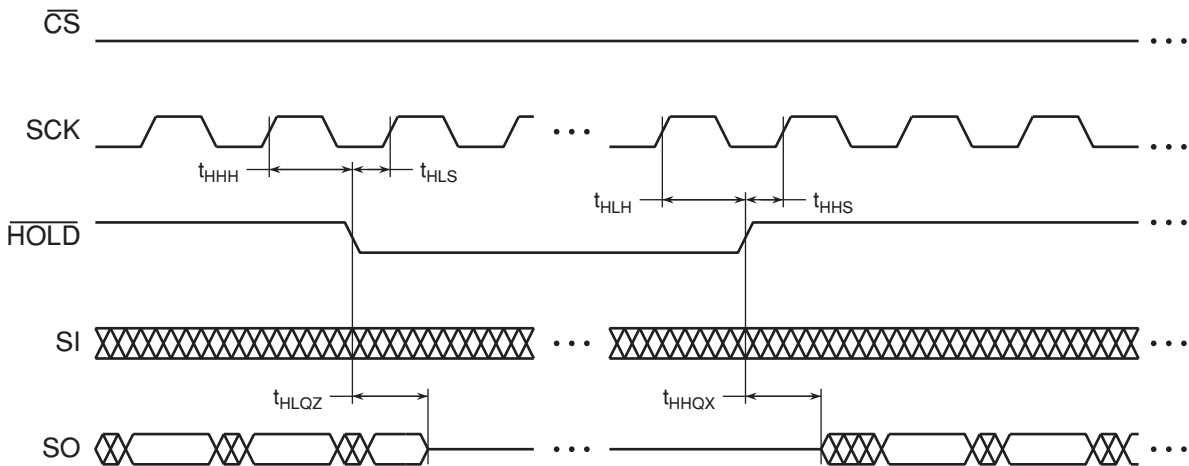 CS
• • •
SCK
• • •
• • •
tHHH
tHLS
tHLH
tHHS
HOLD
• • •
SI
• • •
• • •
tHLQZ
tHHQX
SO
• • •
• • •